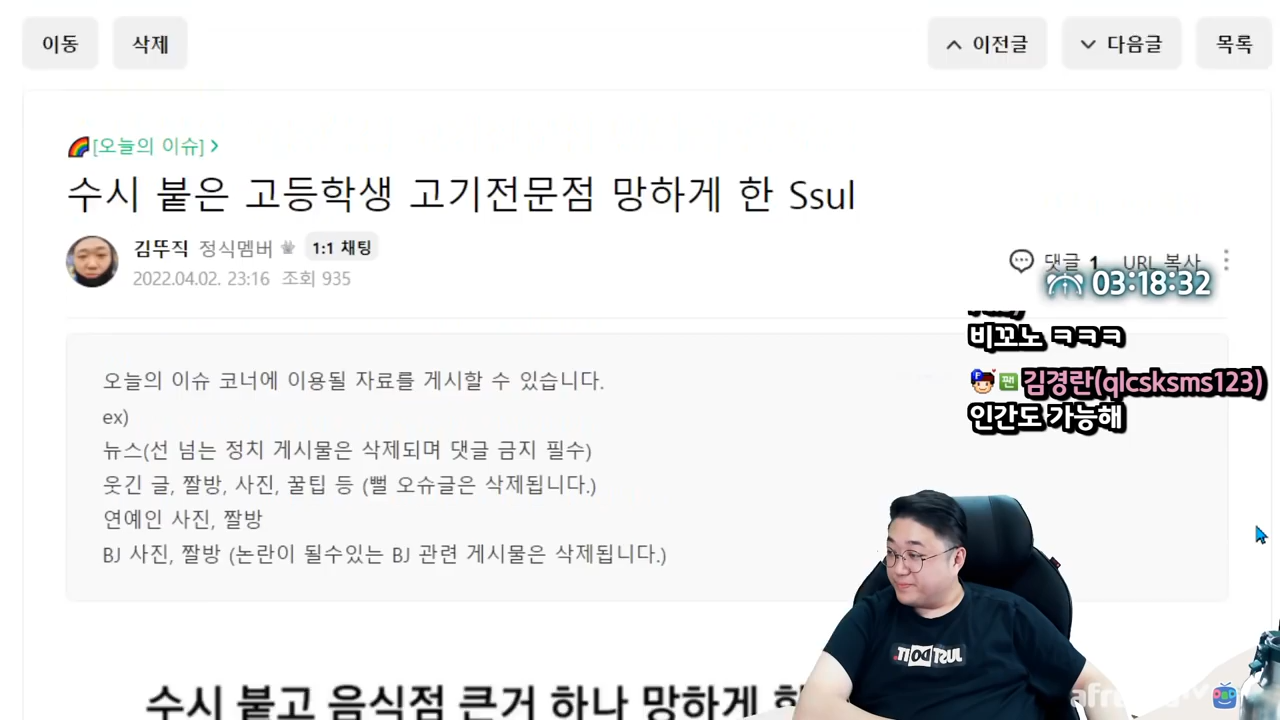 이동
삭제
이전글
다음글
목록
[오늘의 이슈]
수시 붙은 고등학생 고기전문점 망하게 한 Ssul
김뚜직 정식멤버 1:1 채팅
2022.04.02. 23:16 조회 935
댓글 1 URL 복사
03:18:32
비꼬노 ㅋㅋㅋ
팬 김경란(qlcsksms123)
인간도 가능해
오늘의 이슈 코너에 이용될 자료를 게시할 수 있습니다.
ex)
뉴스(선 넘는 정치 게시물은 삭제되며 댓글 금지 필수)
웃긴 글, 짤방, 사진, 꿀팁 등 (뻘 오슈글은 삭제됩니다.)
연예인 사진, 짤방
BJ 사진, 짤방 (논란이 될수있는 BJ 관련 게시물은 삭제됩니다.)
JUST DO IT.
수시 붙고 음식점 큰거 하나 망하게